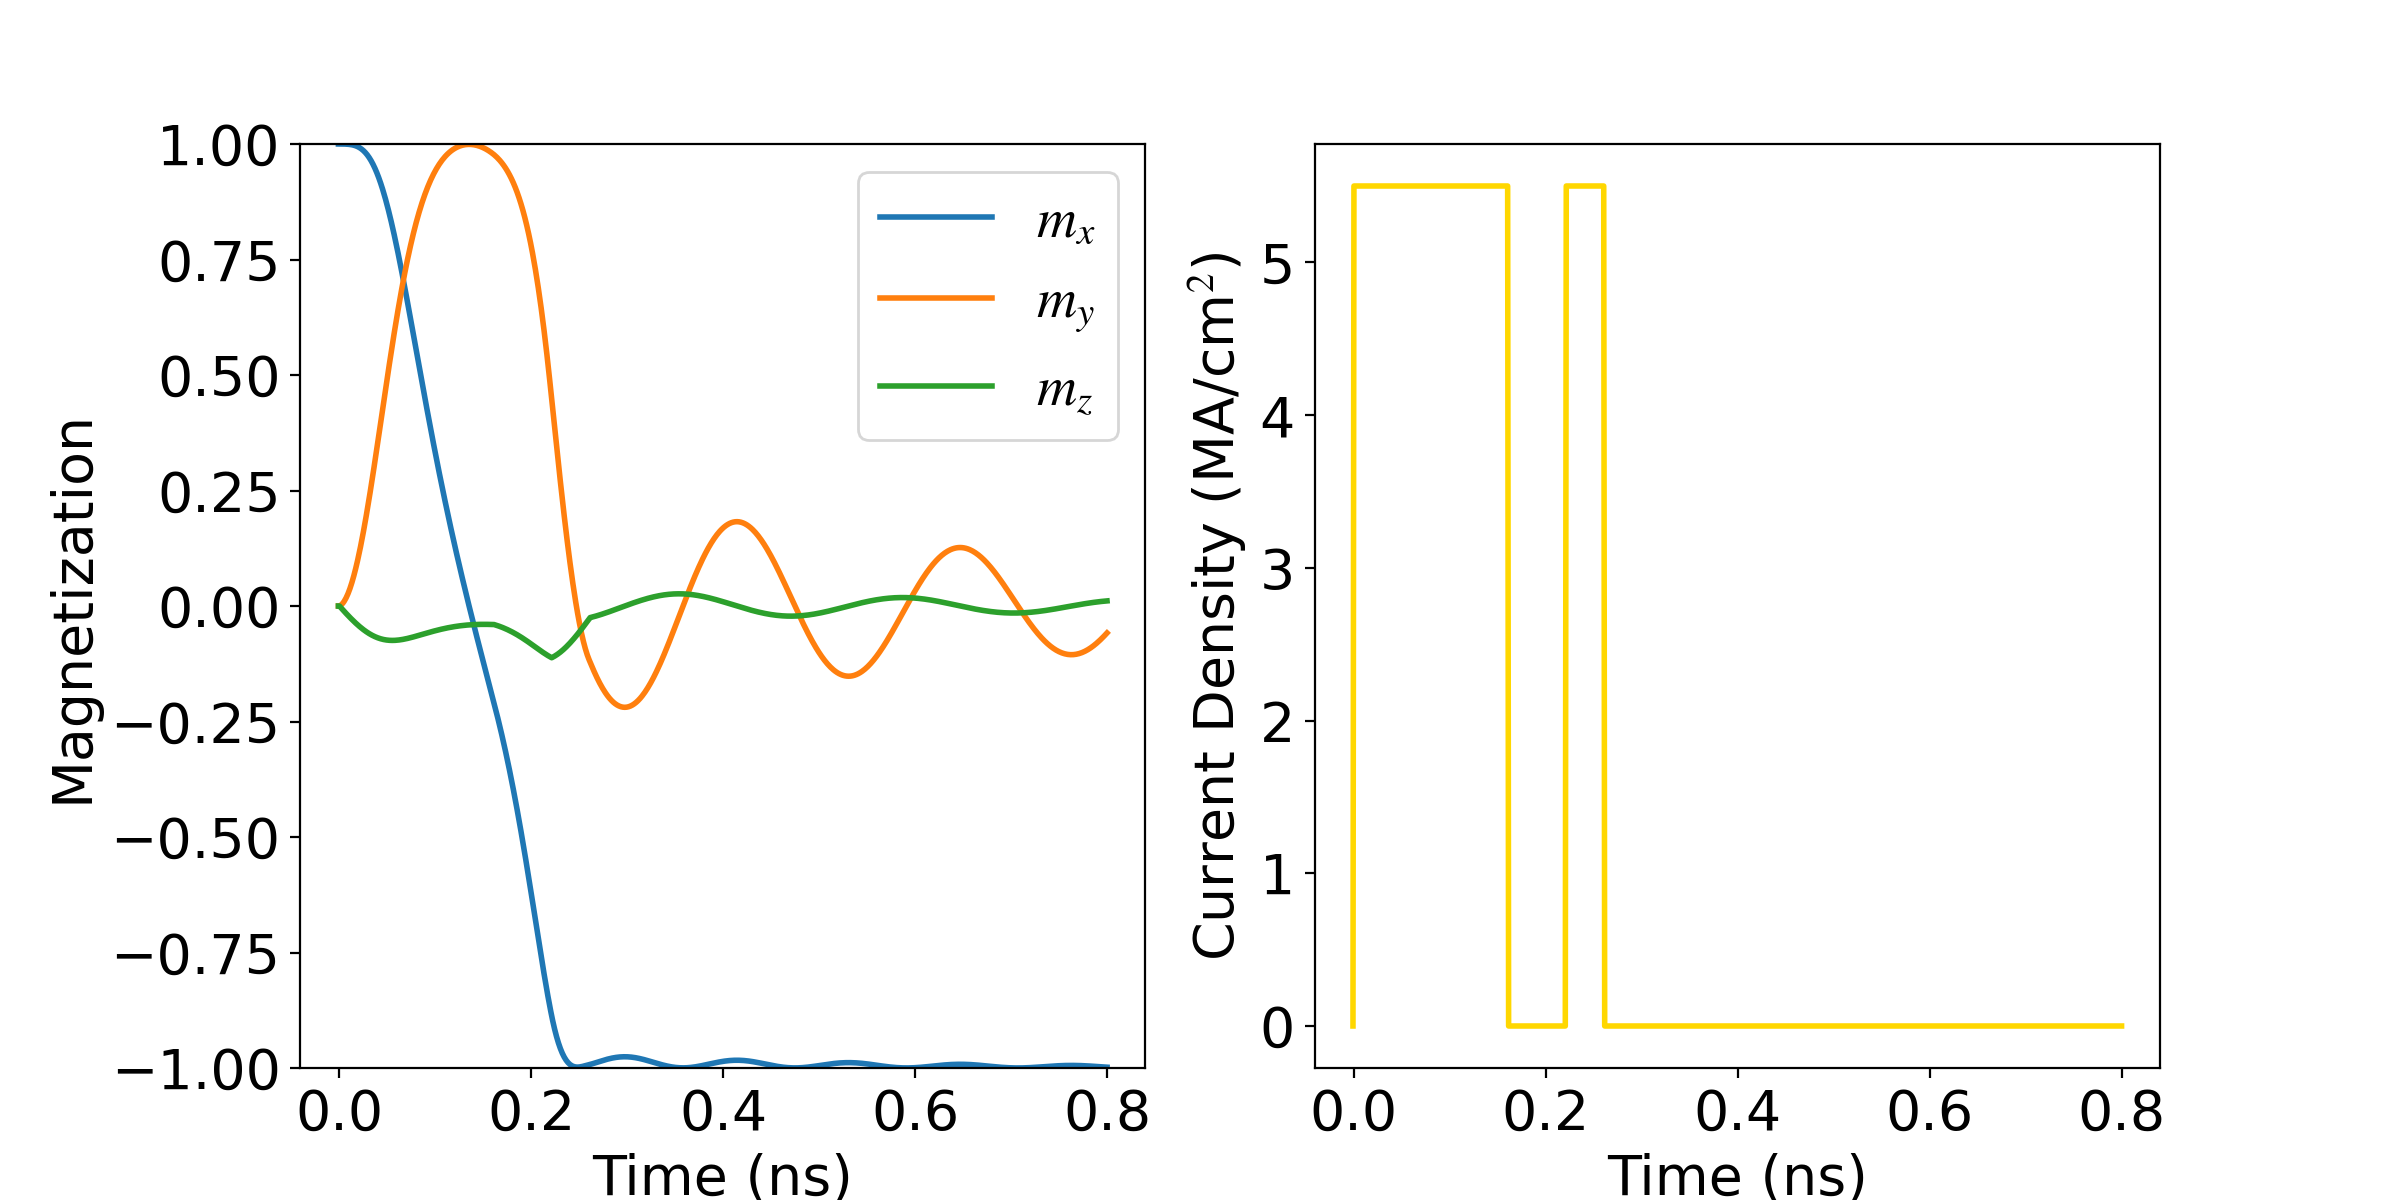 1.00
0.75
0.50
0.25
0.00
−0.25
−0.50
−0.75
−1.00
Magnetization
0.0 0.2 0.4 0.6 0.8
Time (ns)
m_x
m_y
m_z
5
4
3
2
1
0
Current Density (MA/cm²)
0.0 0.2 0.4 0.6 0.8
Time (ns)